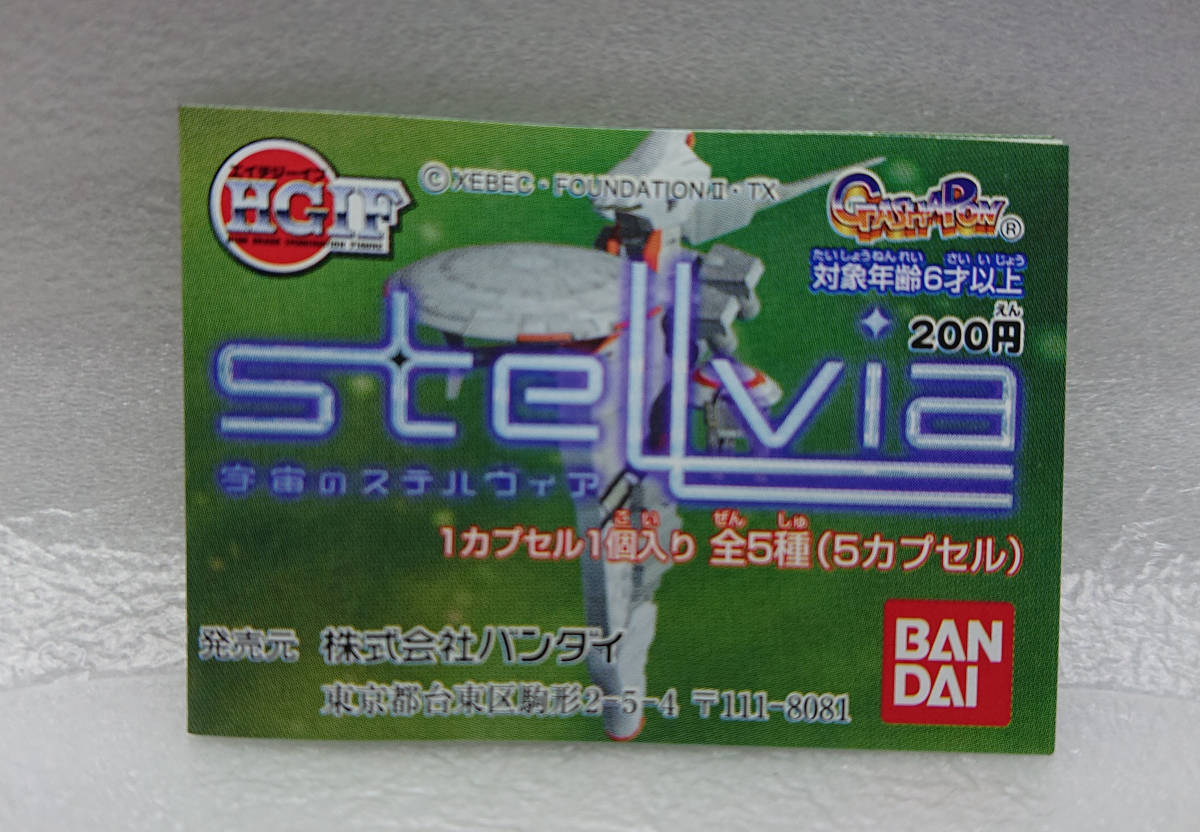 エイチジーイフ
HGIF
©XEBEC・FOUNDATION II・TX
GASHAPON®
たいしょうねんれい さいいじょう
対象年齢6才以上
えん
200円
stellvia
宇宙のステルヴィア
こい ぜん しゅ
1カプセル1個入り 全5種(5カプセル)
発売元 株式会社バンダイ
東京都台東区駒形2-5-4 〒111-8081
BAN
DAI